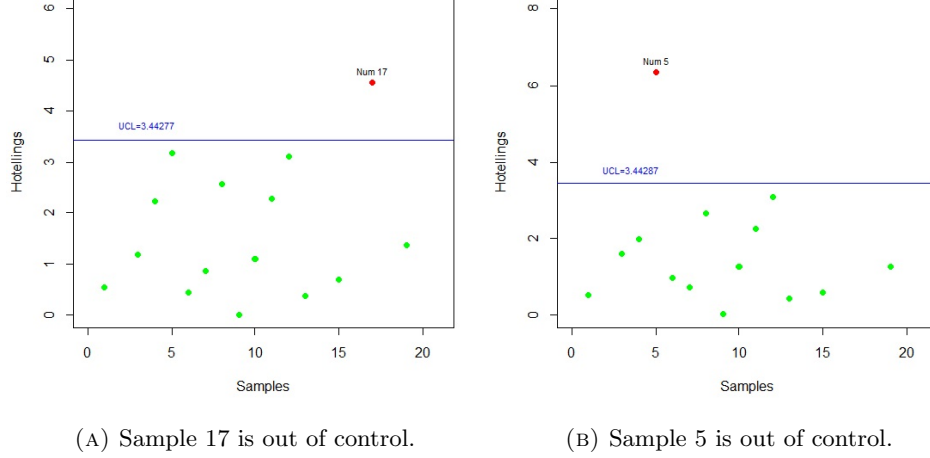 6
5
4
3
2
1
0
Hotellings
Num 17
UCL=3.44277
0 5 10 15 20
Samples
(A) Sample 17 is out of control.
8
6
4
2
0
Hotellings
Num 5
UCL=3.44287
0 5 10 15 20
Samples
(B) Sample 5 is out of control.